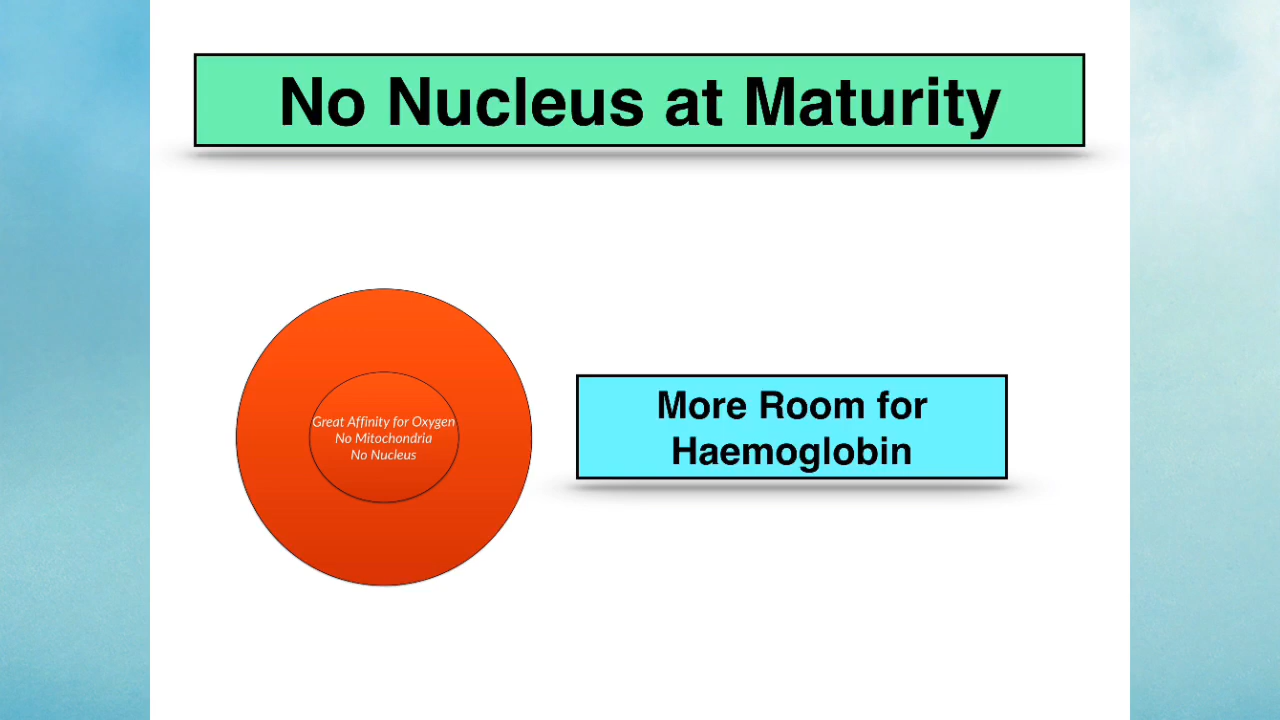 No Nucleus at Maturity
Great Affinity for Oxygen
No Mitochondria
No Nucleus
More Room for
Haemoglobin